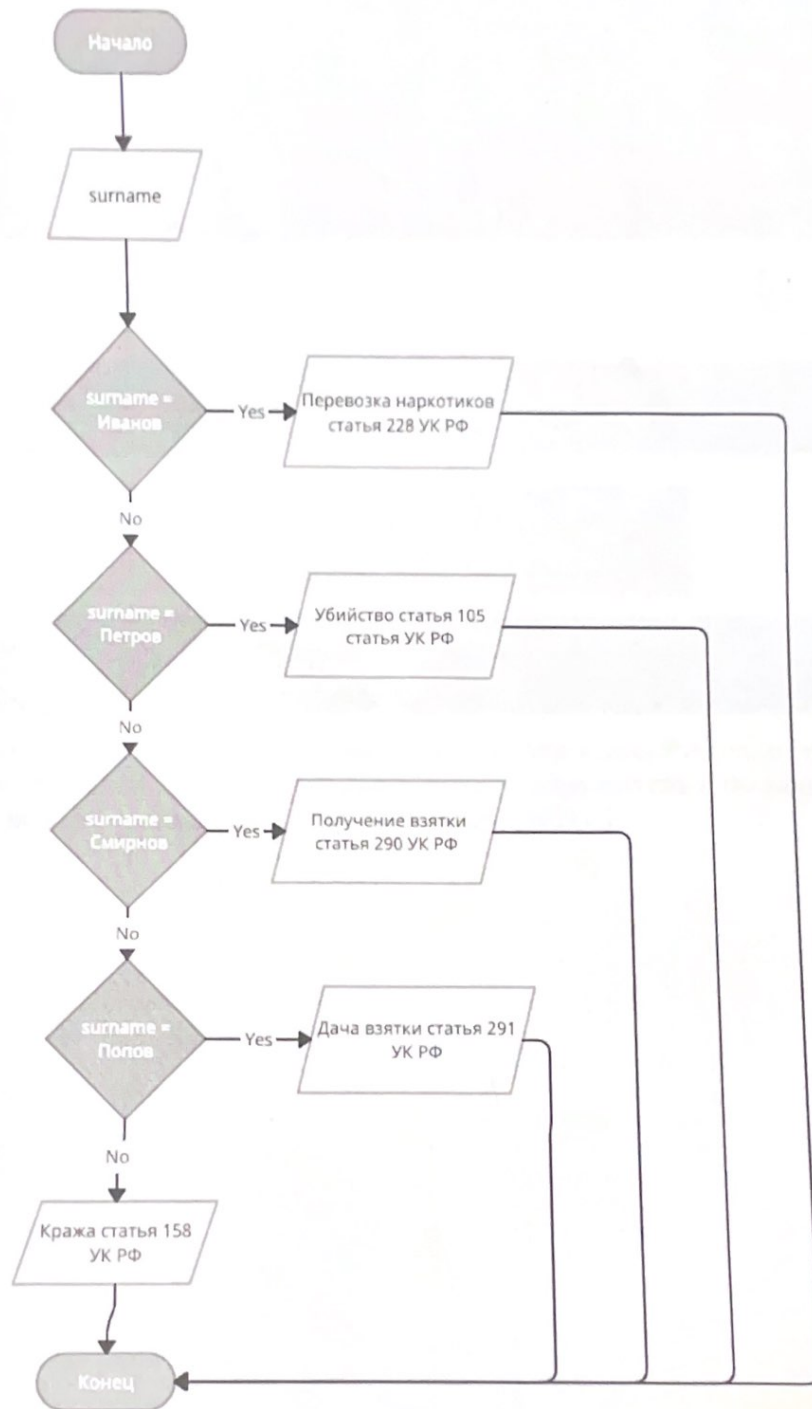 Начало
surname
surname =
Иванов
Yes
Перевозка наркотиков
статья 228 УК РФ
No
surname =
Петров
Yes
Убийство статья 105
статья УК РФ
No
surname =
Смирнов
Yes
Получение взятки
статья 290 УК РФ
No
surname =
Попов
Yes
Дача взятки статья 291
УК РФ
No
Кража статья 158
УК РФ
Конец